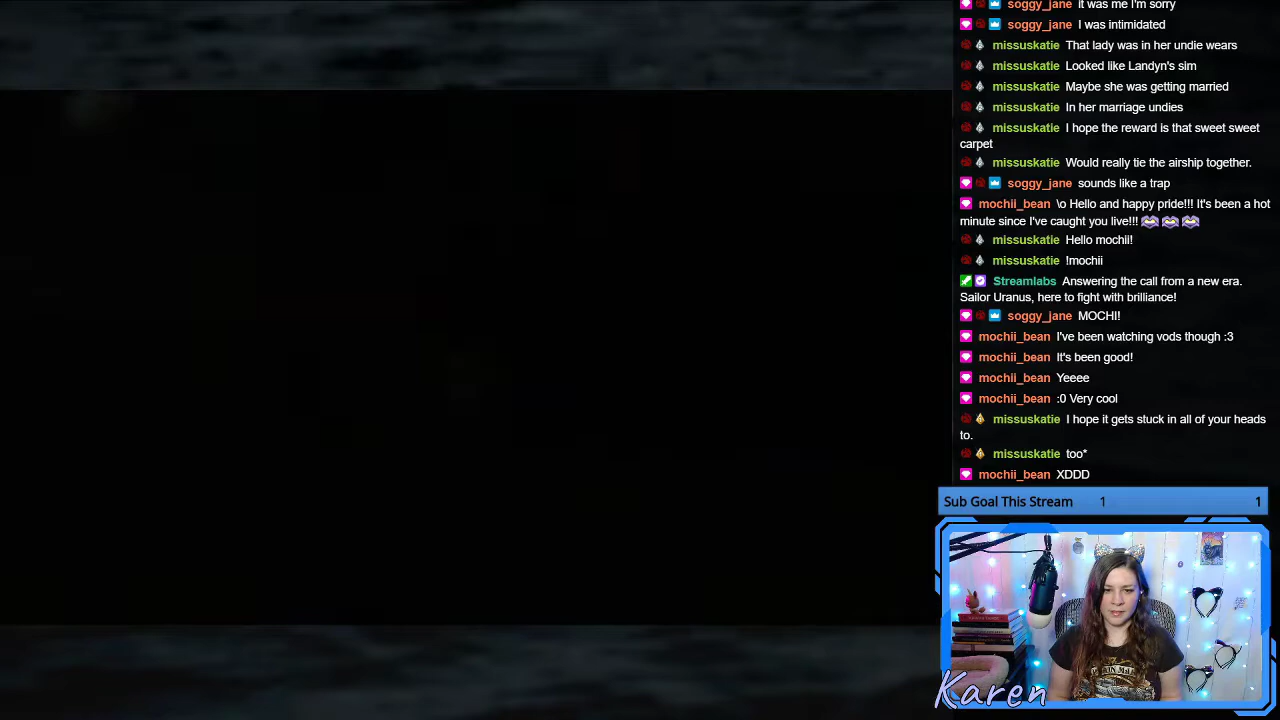 soggy_jane It was me I'm sorry
soggy_jane I was intimidated
missuskatie That lady was in her undie wears
missuskatie Looked like Landyn's sim
missuskatie Maybe she was getting married
missuskatie In her marriage undies
missuskatie I hope the reward is that sweet sweet
carpet
missuskatie Would really tie the airship together.
soggy_jane sounds like a trap
mochii_bean \o Hello and happy pride!!! It's been a hot
minute since I've caught you live!!!
missuskatie Hello mochii!
missuskatie !mochii
Streamlabs Answering the call from a new era.
Sailor Uranus, here to fight with brilliance!
soggy_jane MOCHI!
mochii_bean I've been watching vods though :3
mochii_bean It's been good!
mochii_bean Yeeee
mochii_bean :0 Very cool
missuskatie I hope it gets stuck in all of your heads
to.
missuskatie too*
mochii_bean XDDD
Sub Goal This Stream 1 1
Karen